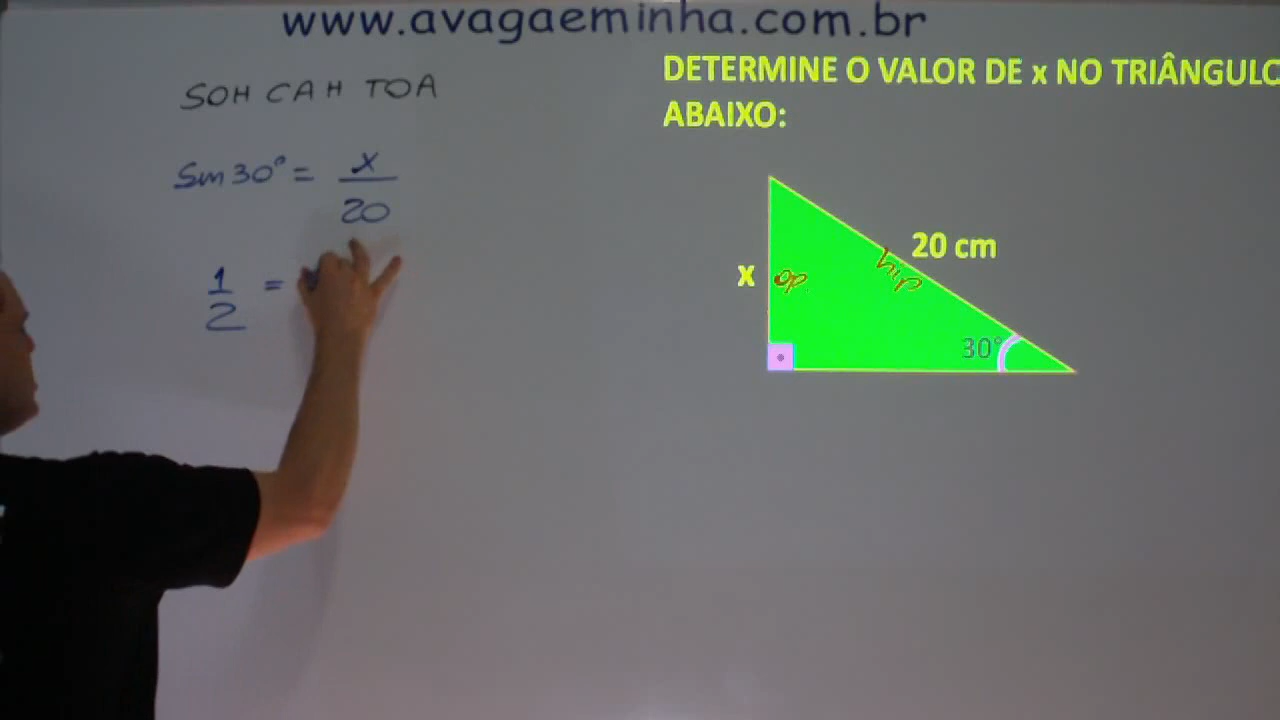 www.avagaeminha.com.br
SOH CAH TOA
Sen 30° = x
20
1
2
=
DETERMINE O VALOR DE x NO TRIÂNGULO
ABAIXO:
20 cm
hip
x
op
30°